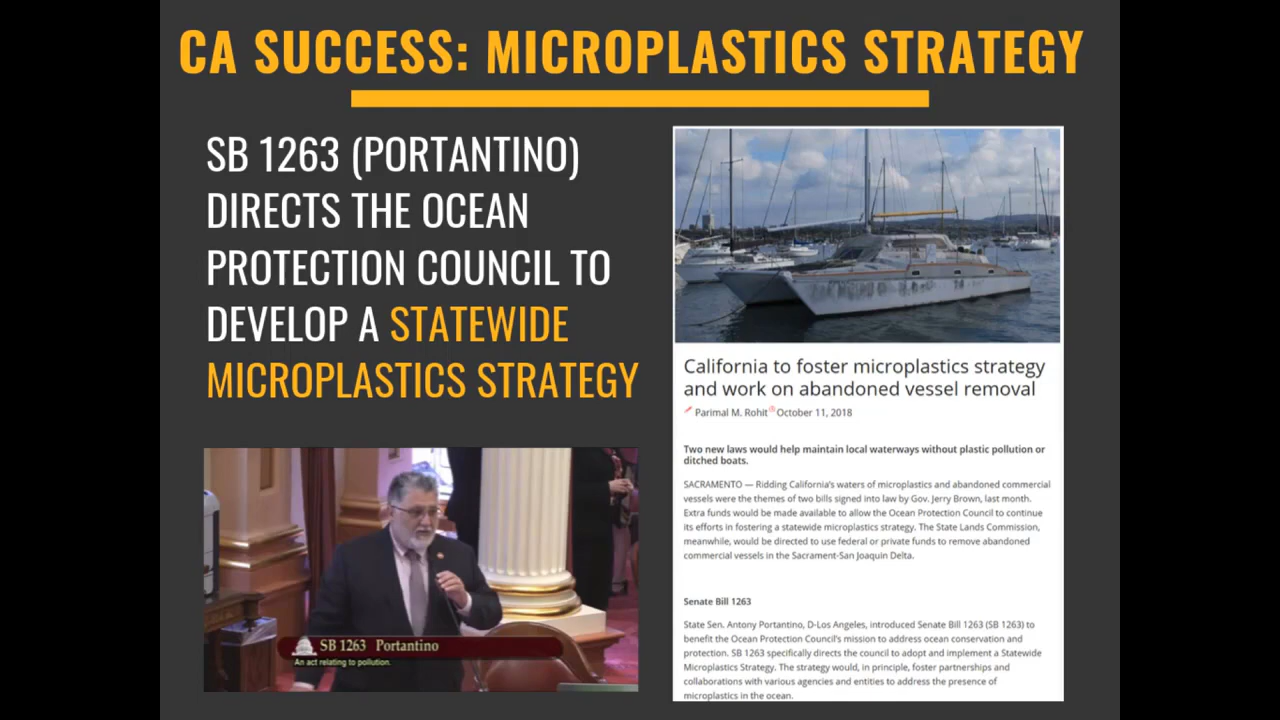 CA SUCCESS: MICROPLASTICS STRATEGY
SB 1263 (PORTANTINO)
DIRECTS THE OCEAN
PROTECTION COUNCIL TO
DEVELOP A STATEWIDE
MICROPLASTICS STRATEGY
SB 1263 Portantino
An act relating to pollution.
California to foster microplastics strategy
and work on abandoned vessel removal
Parimal M. Rohit October 11, 2018
Two new laws would help maintain local waterways without plastic pollution or
ditched boats.
SACRAMENTO — Ridding California's waters of microplastics and abandoned commercial
vessels were the themes of two bills signed into law by Gov. Jerry Brown, last month.
Extra funds would be made available to allow the Ocean Protection Council to continue
its efforts in fostering a statewide microplastics strategy. The State Lands Commission,
meanwhile, would be directed to use federal or private funds to remove abandoned
commercial vessels in the Sacrament-San Joaquin Delta.
Senate Bill 1263
State Sen. Antony Portantino, D-Los Angeles, introduced Senate Bill 1263 (SB 1263) to
benefit the Ocean Protection Council's mission to address ocean conservation and
protection. SB 1263 specifically directs the council to adopt and implement a Statewide
Microplastics Strategy. The strategy would, in principle, foster partnerships and
collaborations with various agencies and entities to address the presence of
microplastics in the ocean.